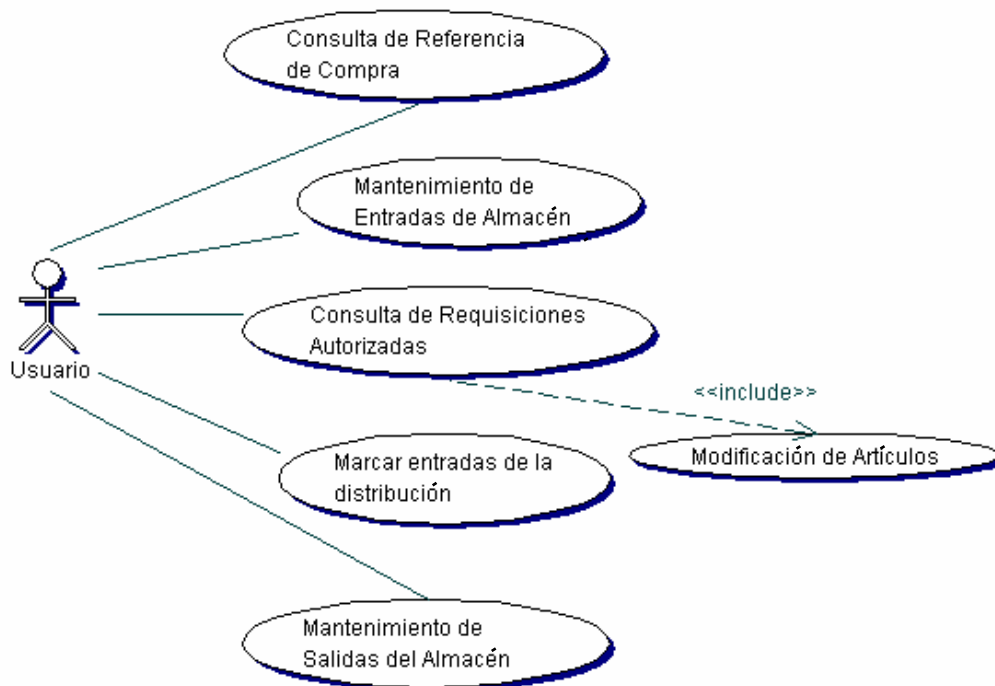 Consulta de Referencia
de Compra
Mantenimiento de
Entradas de Almacén
Consulta de Requisiciones
Autorizadas
Usuario
<<include>>
Modificación de Artículos
Marcar entradas de la
distribución
Mantenimiento de
Salidas del Almacén